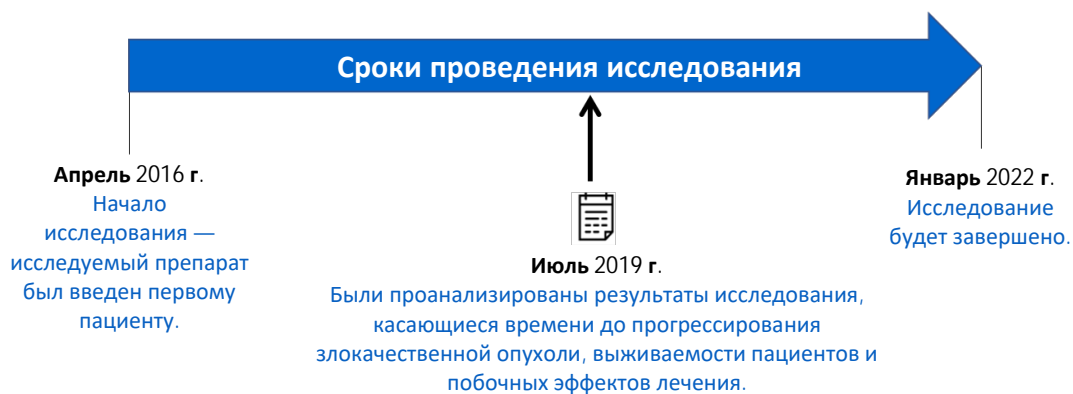 Сроки проведения исследования
Апрель 2016 г.
Начало
исследования —
исследуемый препарат
был введен первому
пациенту.
Июль 2019 г.
Были проанализированы результаты исследования,
касающиеся времени до прогрессирования
злокачественной опухоли, выживаемости пациентов и
побочных эффектов лечения.
Январь 2022 г.
Исследование
будет завершено.